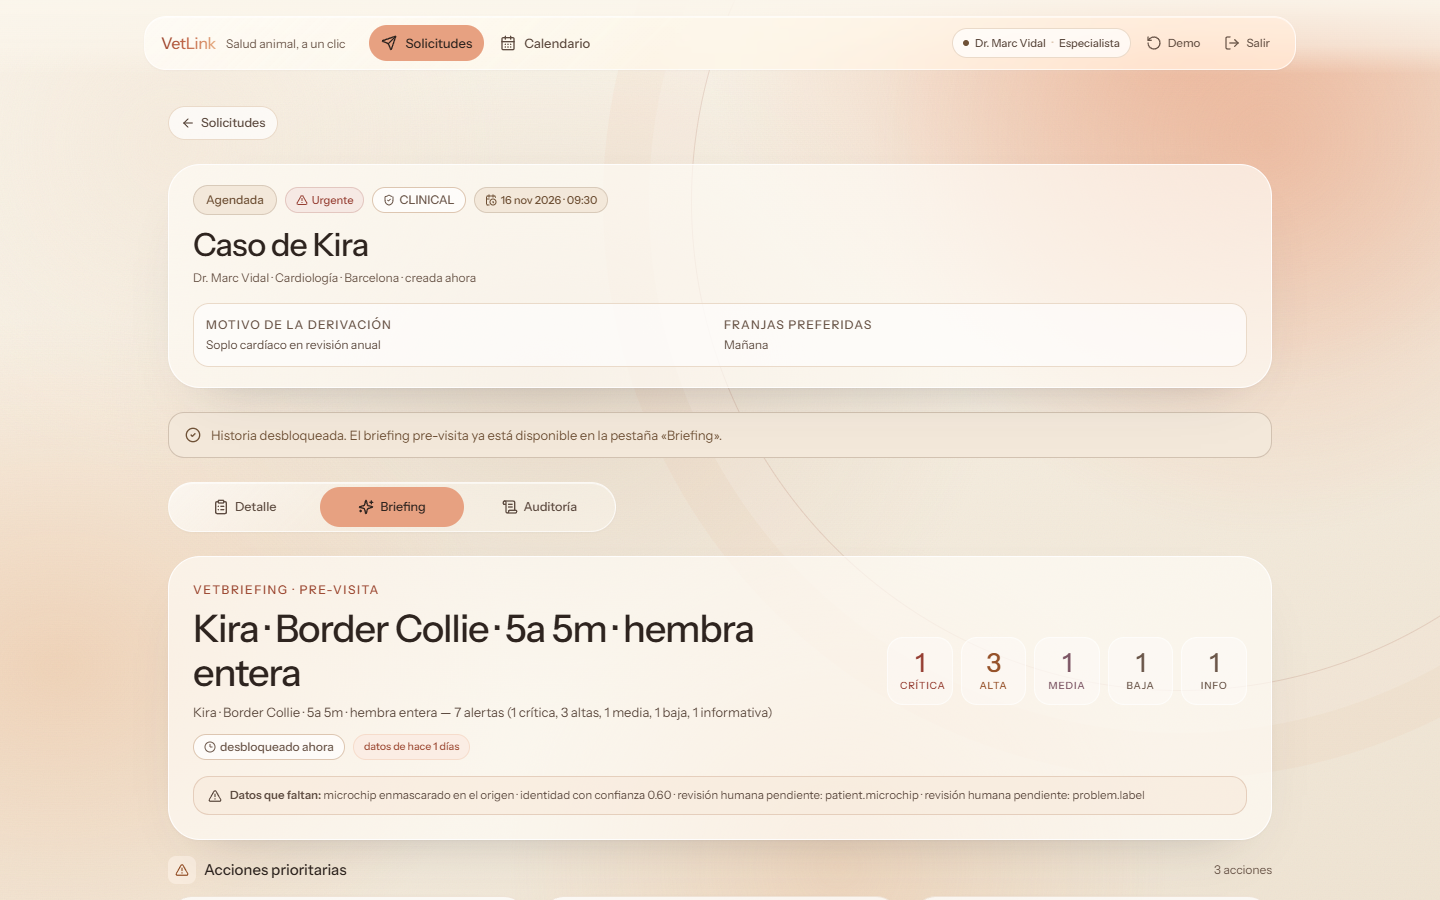 VetLink Salud animal, a un clic Solicitudes Calendario Dr. Marc Vidal · Especialista Demo Salir
Solicitudes
Agendada Urgente CLINICAL 16 nov 2026 · 09:30
Caso de Kira
Dr. Marc Vidal · Cardiología · Barcelona · creada ahora
MOTIVO DE LA DERIVACIÓN
Soplo cardíaco en revisión anual
FRANJAS PREFERIDAS
Mañana
Historia desbloqueada. El briefing pre-visita ya está disponible en la pestaña «Briefing».
Detalle Briefing Auditoría
VETBRIEFING · PRE-VISITA
Kira · Border Collie · 5a 5m · hembra
entera
Kira · Border Collie · 5a 5m · hembra entera — 7 alertas (1 crítica, 3 altas, 1 media, 1 baja, 1 informativa)
desbloqueado ahora datos de hace 1 días
1 3 1 1 1
CRÍTICA ALTA MEDIA BAJA INFO
Datos que faltan: microchip enmascarado en el origen · identidad con confianza 0.60 · revisión humana pendiente: patient.microchip · revisión humana pendiente: problem.label
Acciones prioritarias 3 acciones